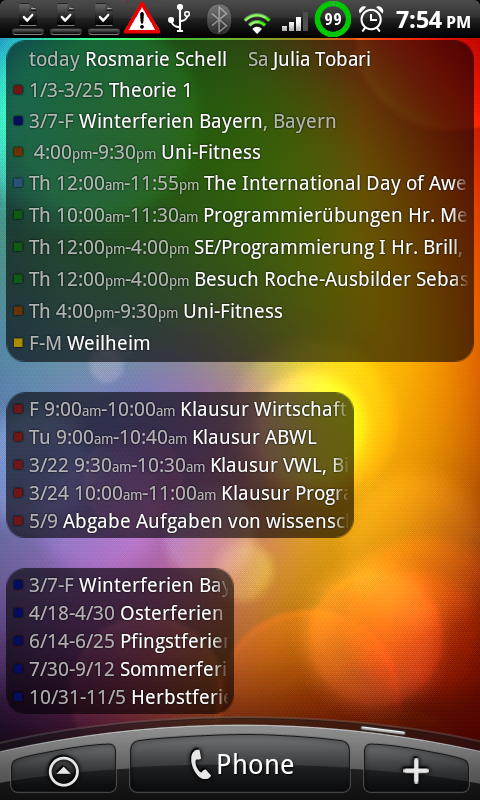 99 7:54 PM
today Rosmarie Schell Sa Julia Tobari
1/3-3/25 Theorie 1
3/7-F Winterferien Bayern, Bayern
4:00pm-9:30pm Uni-Fitness
Th 12:00am-11:55pm The International Day of Awe
Th 10:00am-11:30am Programmierübungen Hr. Me
Th 12:00pm-4:00pm SE/Programmierung I Hr. Brill,
Th 12:00pm-4:00pm Besuch Roche-Ausbilder Sebas
Th 4:00pm-9:30pm Uni-Fitness
F-M Weilheim
F 9:00am-10:00am Klausur Wirtschaft
Tu 9:00am-10:40am Klausur ABWL
3/22 9:30am-10:30am Klausur VWL, Bi
3/24 10:00am-11:00am Klausur Progra
5/9 Abgabe Aufgaben von wissensc
3/7-F Winterferien Bay
4/18-4/30 Osterferien
6/14-6/25 Pfingstferien
7/30-9/12 Sommerferi
10/31-11/5 Herbstferie
Phone